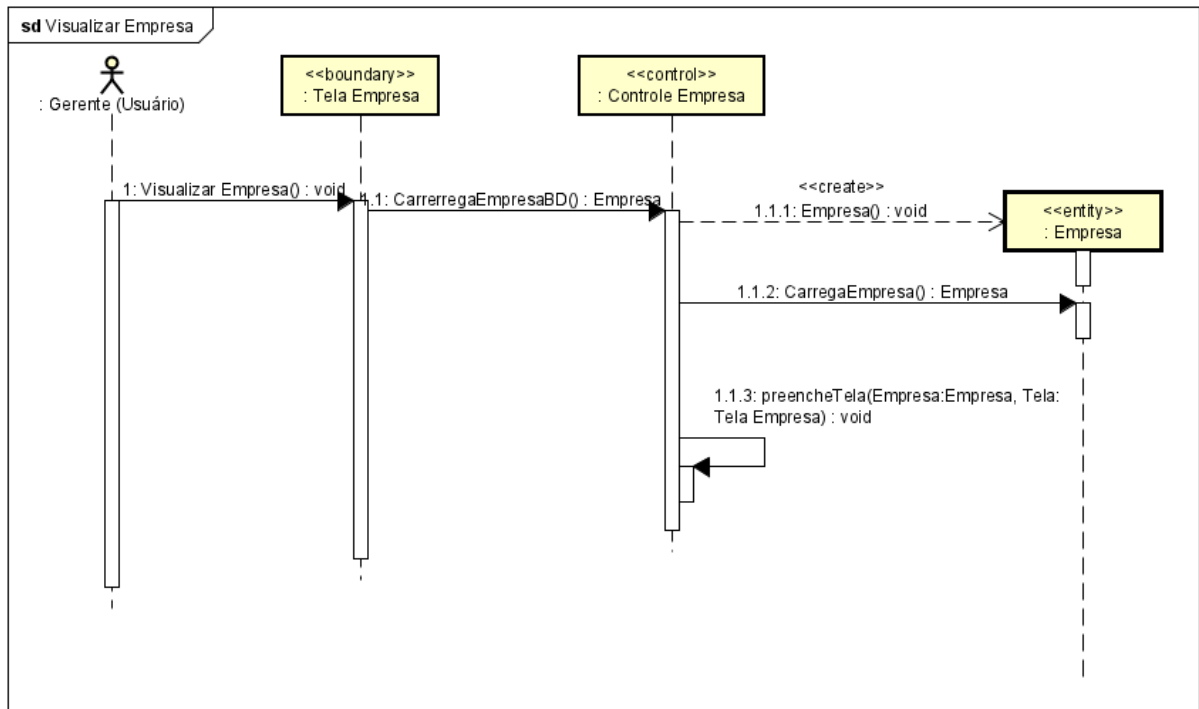 sd Visualizar Empresa
: Gerente (Usuário)
<<boundary>>
: Tela Empresa
<<control>>
: Controle Empresa
1: Visualizar Empresa() : void
1.1: CarrerregaEmpresaBD() : Empresa
<<create>>
1.1.1: Empresa() : void
<<entity>>
: Empresa
1.1.2: CarregaEmpresa() : Empresa
1.1.3: preencheTela(Empresa:Empresa, Tela:
Tela Empresa) : void